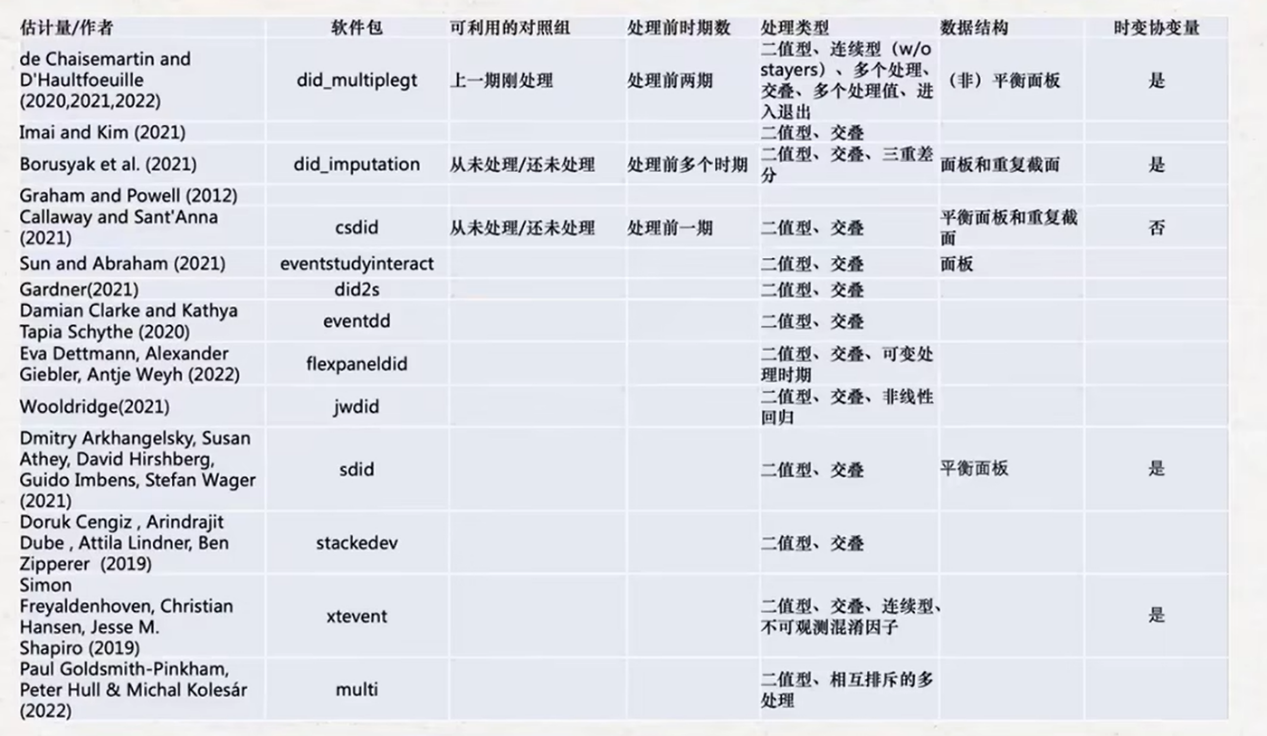 估计量/作者 软件包 可利用的对照组 处理前时期数 处理类型 数据结构 时变协变量
de Chaisemartin and
D'Haultfoeuille
(2020,2021,2022)
did_multiplegt
上一期刚处理
处理前两期
二值型、连续型（w/o
stayers）、多个处理、
交叠、多个处理值、进
入退出
（非）平衡面板
是
Imai and Kim (2021)
二值型、交叠
Borusyak et al. (2021)
did_imputation
从未处理/还未处理
处理前多个时期
二值型、交叠、三重差
分
面板和重复截面
是
Graham and Powell (2012)
Callaway and Sant'Anna
(2021)
csdid
从未处理/还未处理
处理前一期
二值型、交叠
平衡面板和重复截
面
否
Sun and Abraham (2021)
eventstudyinteract
二值型、交叠
面板
Gardner(2021)
did2s
二值型、交叠
Damian Clarke and Kathya
Tapia Schythe (2020)
eventdd
二值型、交叠
Eva Dettmann, Alexander
Giebler, Antje Weyh (2022)
flexpaneldid
二值型、交叠、可变处
理时期
Wooldridge(2021)
jwdid
二值型、交叠、非线性
回归
Dmitry Arkhangelsky, Susan
Athey, David Hirshberg,
Guido Imbens, Stefan Wager
(2021)
sdid
二值型、交叠
平衡面板
是
Doruk Cengiz , Arindrajit
Dube , Attila Lindner, Ben
Zipperer (2019)
stackedev
二值型、交叠
Simon
Freyaldenhoven, Christian
Hansen, Jesse M.
Shapiro (2019)
xtevent
二值型、交叠、连续型、
不可观测混淆因子
是
Paul Goldsmith-Pinkham,
Peter Hull & Michal Kolesár
(2022)
multi
二值型、相互排斥的多
处理